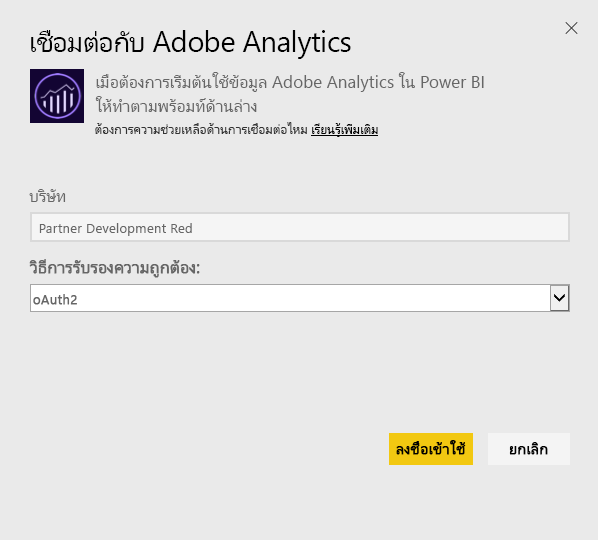 เชื่อมต่อกับ Adobe Analytics
เมื่อต้องการเริ่มต้นใช้ข้อมูล Adobe Analytics ใน Power BI
ให้ทำตามพร้อมท์ด้านล่าง
ต้องการความช่วยเหลือด้านการเชื่อมต่อไหม เรียนรู้เพิ่มเติม
บริษัท
Partner Development Red
วิธีการรับรองความถูกต้อง:
oAuth2
ลงชื่อเข้าใช้
ยกเลิก